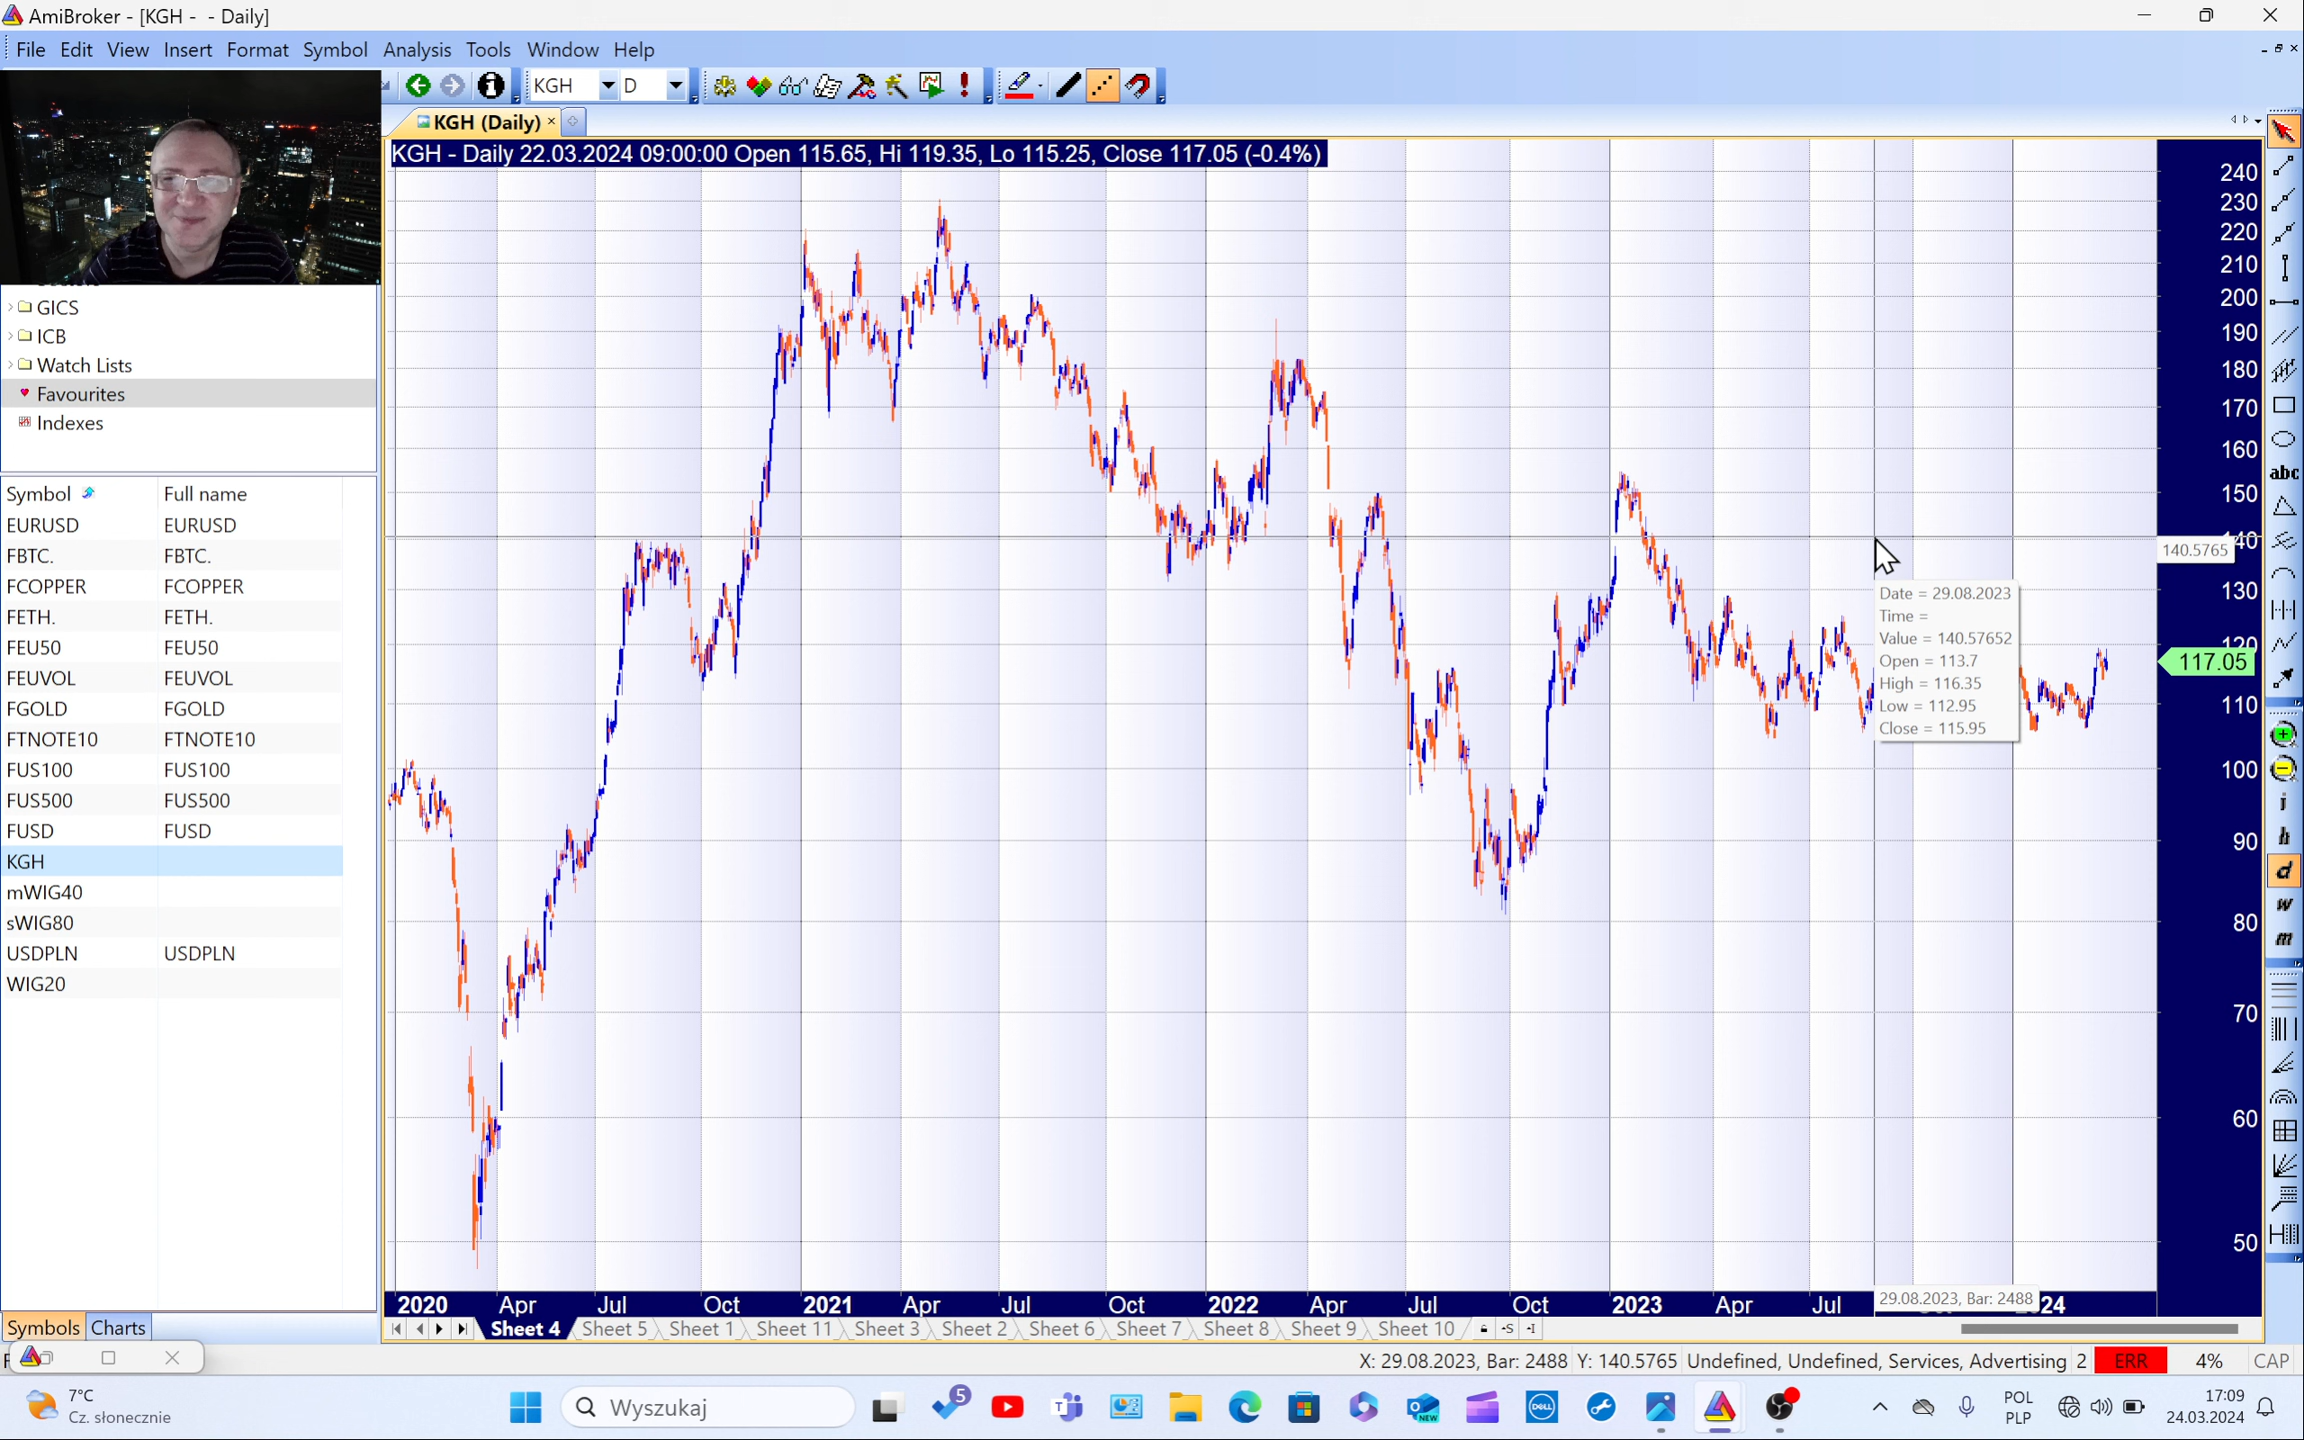 AmiBroker - [KGH - - Daily]
File Edit View Insert Format Symbol Analysis Tools Window Help
KGH D
KGH (Daily)
KGH - Daily 22.03.2024 09:00:00 Open 115.65, Hi 119.35, Lo 115.25, Close 117.05 (-0.4%)
GICS
ICB
Watch Lists
Favourites
Indexes
Symbol Full name
EURUSD EURUSD
FBTC. FBTC.
FCOPPER FCOPPER
FETH. FETH.
FEU50 FEU50
FEUVOL FEUVOL
FGOLD FGOLD
FTNOTE10 FTNOTE10
FUS100 FUS100
FUS500 FUS500
FUSD FUSD
KGH
mWIG40
sWIG80
USDPLN USDPLN
WIG20
Symbols Charts
240
230
220
210
200
190
180
170
160
150
140
140.5765
130
120
117.05
110
100
90
80
70
60
50
Date = 29.08.2023
Time =
Value = 140.57652
Open = 113.7
High = 116.35
Low = 112.95
Close = 115.95
abc
i
h
d
w
m
2020 Apr Jul Oct 2021 Apr Jul Oct 2022 Apr Jul Oct 2023 Apr Jul 29.08.2023, Bar: 2488
Sheet 4 Sheet 5 Sheet 1 Sheet 11 Sheet 3 Sheet 2 Sheet 6 Sheet 7 Sheet 8 Sheet 9 Sheet 10
X: 29.08.2023, Bar: 2488 Y: 140.5765 Undefined, Undefined, Services, Advertising 2 ERR 4% CAP
7°C
Cz. słonecznie
Wyszukaj
5
NEW
DELL
POL
PLP
17:09
24.03.2024